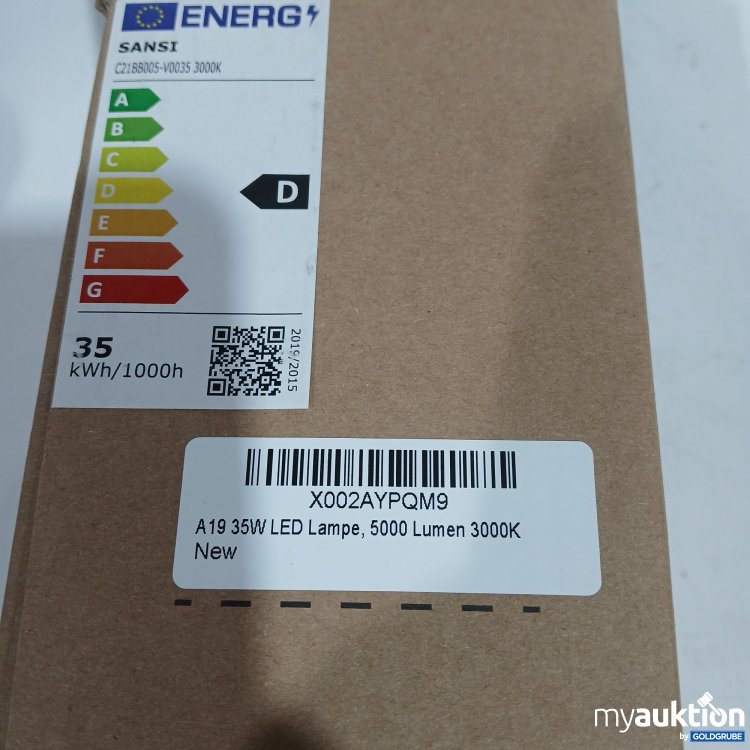 ENERG
SANSI
C21BB005-V0035 3000K
A
B
C
D
D
E
F
G
35
kWh/1000h
2019/2015
X002AYPQM9
A19 35W LED Lampe, 5000 Lumen 3000K
New
myauktion
by GOLDGRUBE